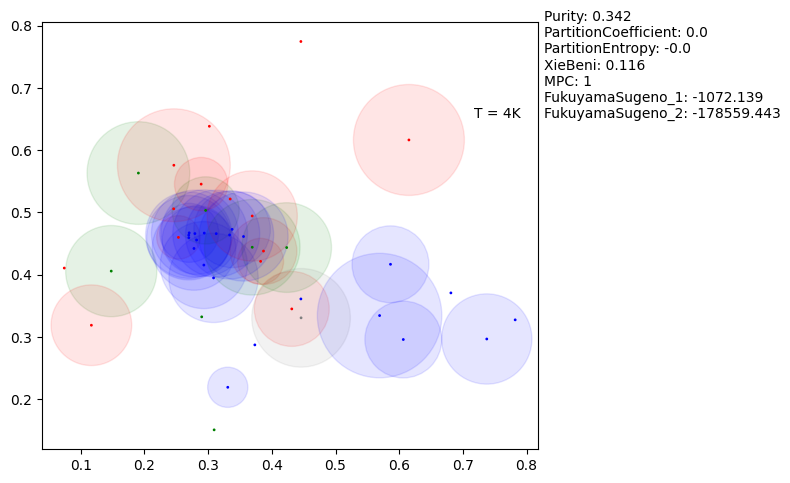 Purity: 0.342
PartitionCoefficient: 0.0
PartitionEntropy: -0.0
XieBeni: 0.116
MPC: 1
FukuyamaSugeno_1: -1072.139
FukuyamaSugeno_2: -178559.443
T = 4K
0.8
0.7
0.6
0.5
0.4
0.3
0.2
0.1 0.2 0.3 0.4 0.5 0.6 0.7 0.8